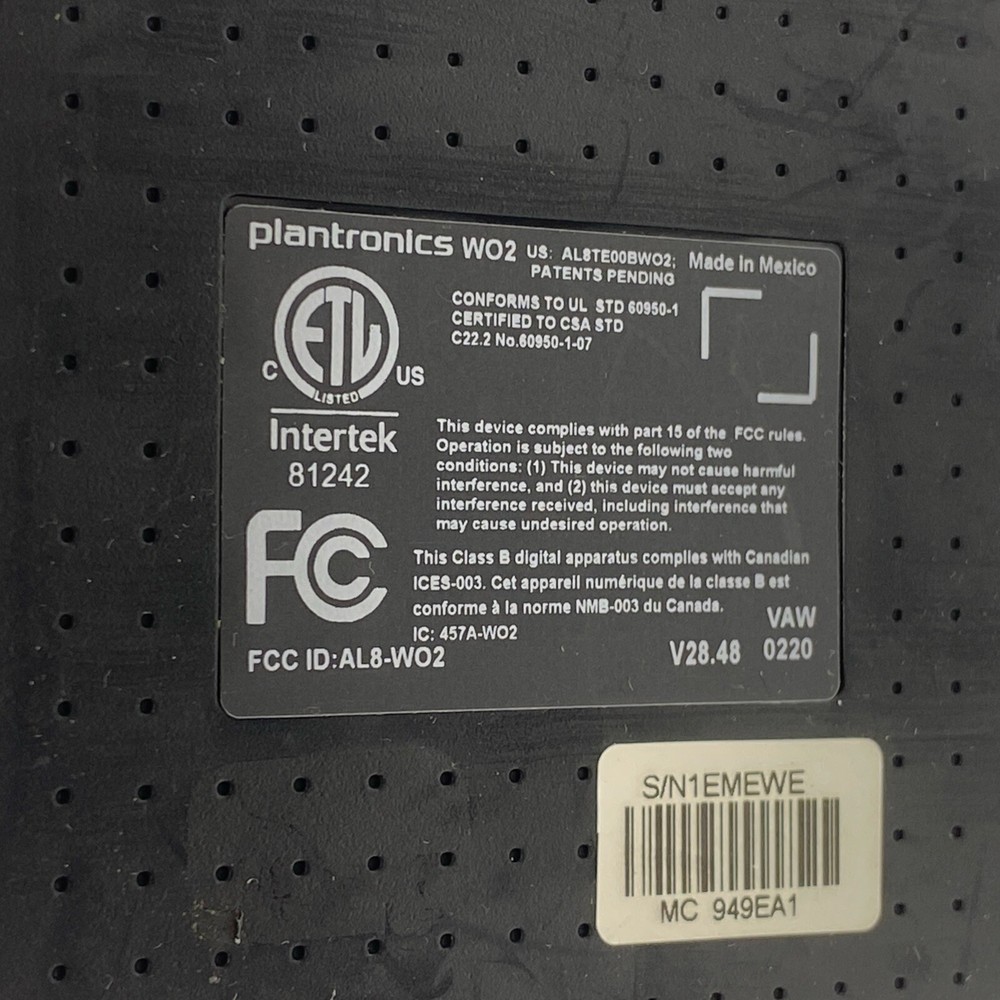 plantronics WO2 US: AL8TE00BWO2; Made in Mexico
PATENTS PENDING
CONFORMS TO UL STD 60950-1
CERTIFIED TO CSA STD
C22.2 No.60950-1-07
ETL
LISTED
C US
Intertek
81242
This device complies with part 15 of the FCC rules.
Operation is subject to the following two
conditions: (1) This device may not cause harmful
interference, and (2) this device must accept any
interference received, including interference that
may cause undesired operation.
FC
This Class B digital apparatus complies with Canadian
ICES-003. Cet appareil numérique de la classe B est
conforme à la norme NMB-003 du Canada.
IC: 457A-WO2
FCC ID:AL8-WO2
VAW
V28.48 0220
S/N1EMEWE
MC 949EA1